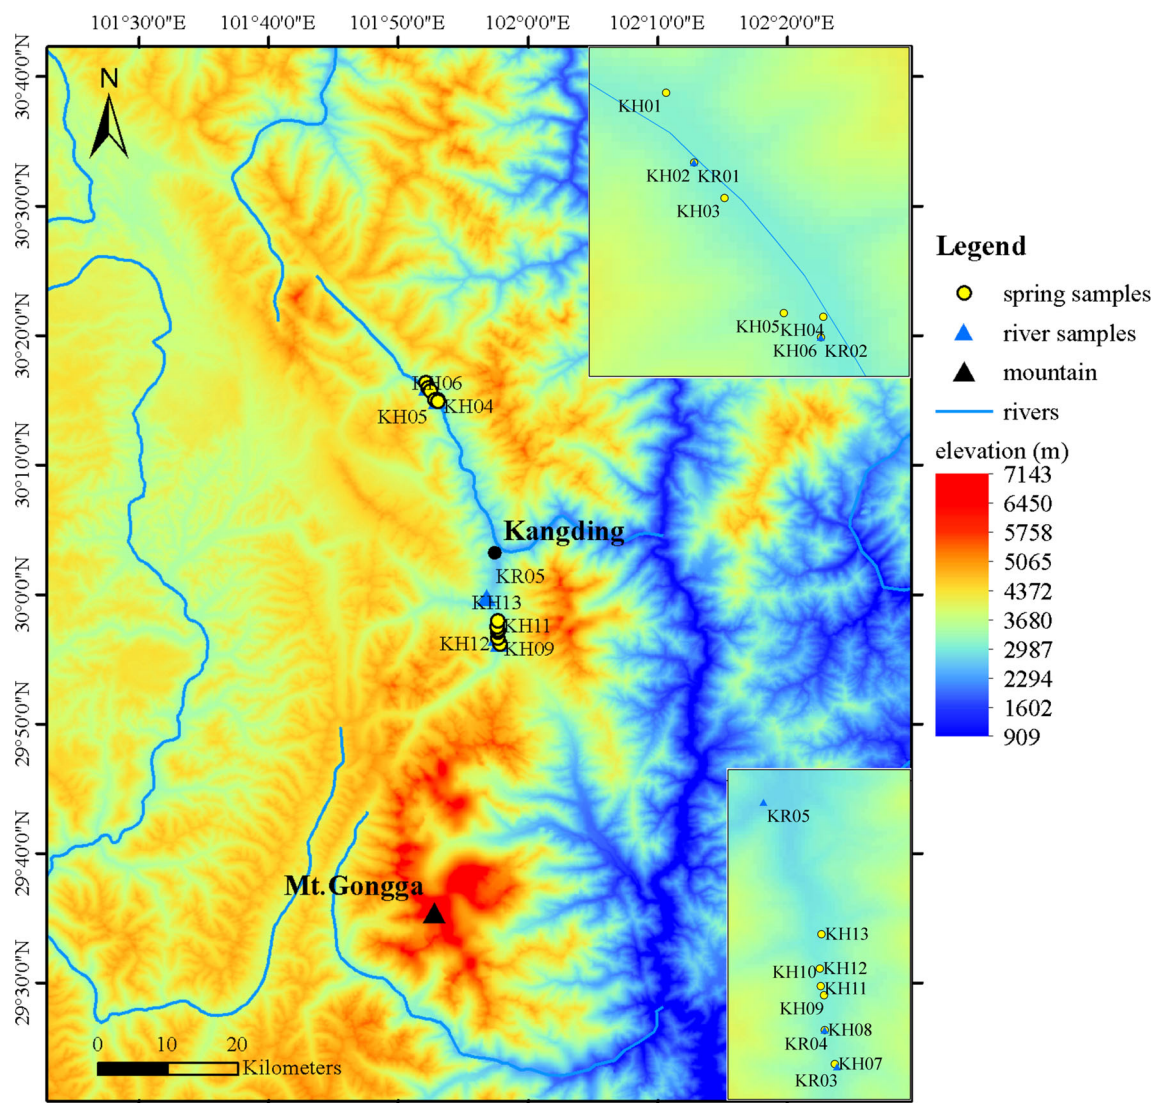 101°30'0"E 101°40'0"E 101°50'0"E 102°0'0"E 102°10'0"E 102°20'0"E
30°40'0"N
30°30'0"N
30°20'0"N
30°10'0"N
30°0'0"N
29°50'0"N
29°40'0"N
29°30'0"N
N
KH01
KH02 KR01
KH03
KH05 KH04
KH06 KR02
KH06
KH05 KH04
Kangding
KR05
KH13
KH11
KH12 KH09
Mt.Gongga
0 10 20
Kilometers
KR05
KH13
KH10 KH12
KH11
KH09
KH08
KR04
KH07
KR03
Legend
spring samples
river samples
mountain
rivers
elevation (m)
7143
6450
5758
5065
4372
3680
2987
2294
1602
909